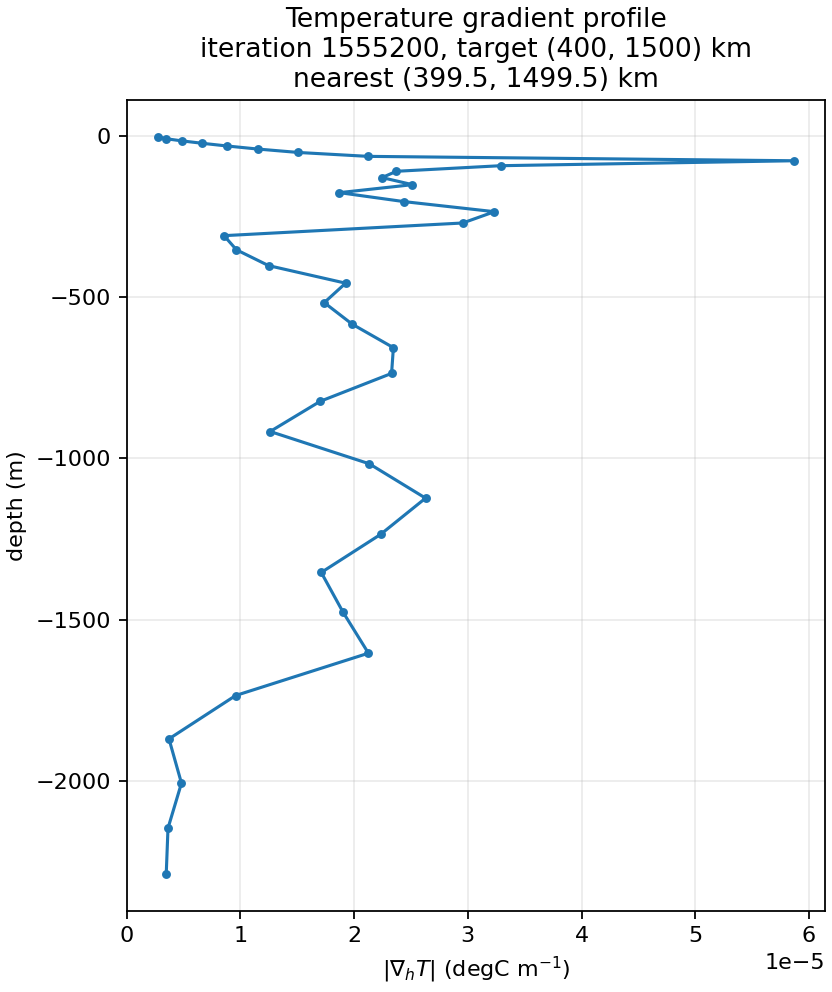 Temperature gradient profile
iteration 1555200, target (400, 1500) km
nearest (399.5, 1499.5) km
0
−500
−1000
−1500
−2000
depth (m)
0 1 2 3 4 5 6
1e−5
|∇ₕT| (degC m⁻¹)